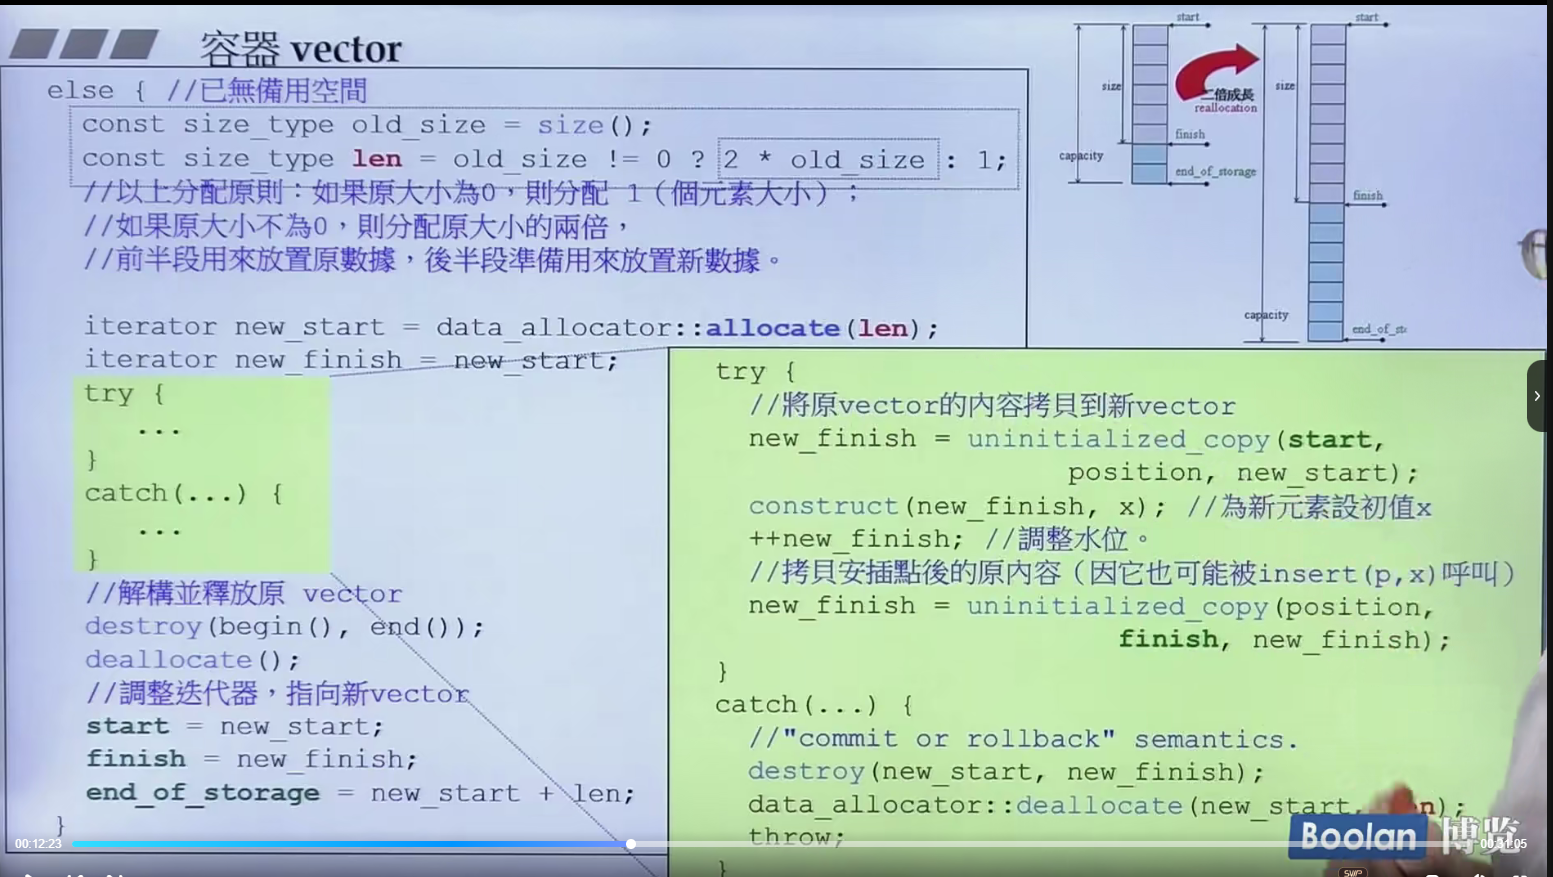 容器 vector
else { //已無備用空間
const size_type old_size = size();
const size_type len = old_size != 0 ? 2 * old_size : 1;
//以上分配原則：如果原大小為0，則分配 1（個元素大小）；
//如果原大小不為0，則分配原大小的兩倍，
//前半段用來放置原數據，後半段準備用來放置新數據。
iterator new_start = data_allocator::allocate(len);
iterator new_finish = new_start;
try {
...
}
catch(...) {
...
}
//解構並釋放原 vector
destroy(begin(), end());
deallocate();
//調整迭代器，指向新vector
start = new_start;
finish = new_finish;
end_of_storage = new_start + len;
}
try {
//將原vector的內容拷貝到新vector
new_finish = uninitialized_copy(start,
position, new_start);
construct(new_finish, x); //為新元素設初值x
++new_finish; //調整水位。
//拷貝安插點後的原內容（因它也可能被insert(p,x)呼叫）
new_finish = uninitialized_copy(position,
finish, new_finish);
}
catch(...) {
//"commit or rollback" semantics.
destroy(new_start, new_finish);
data_allocator::deallocate(new_start, len);
throw;
}
start
size
finish
capacity
end_of_storage
二倍成長
reallocation
start
size
finish
capacity
end_of_sto
Boolan 博览
00:12:23
00:31:05